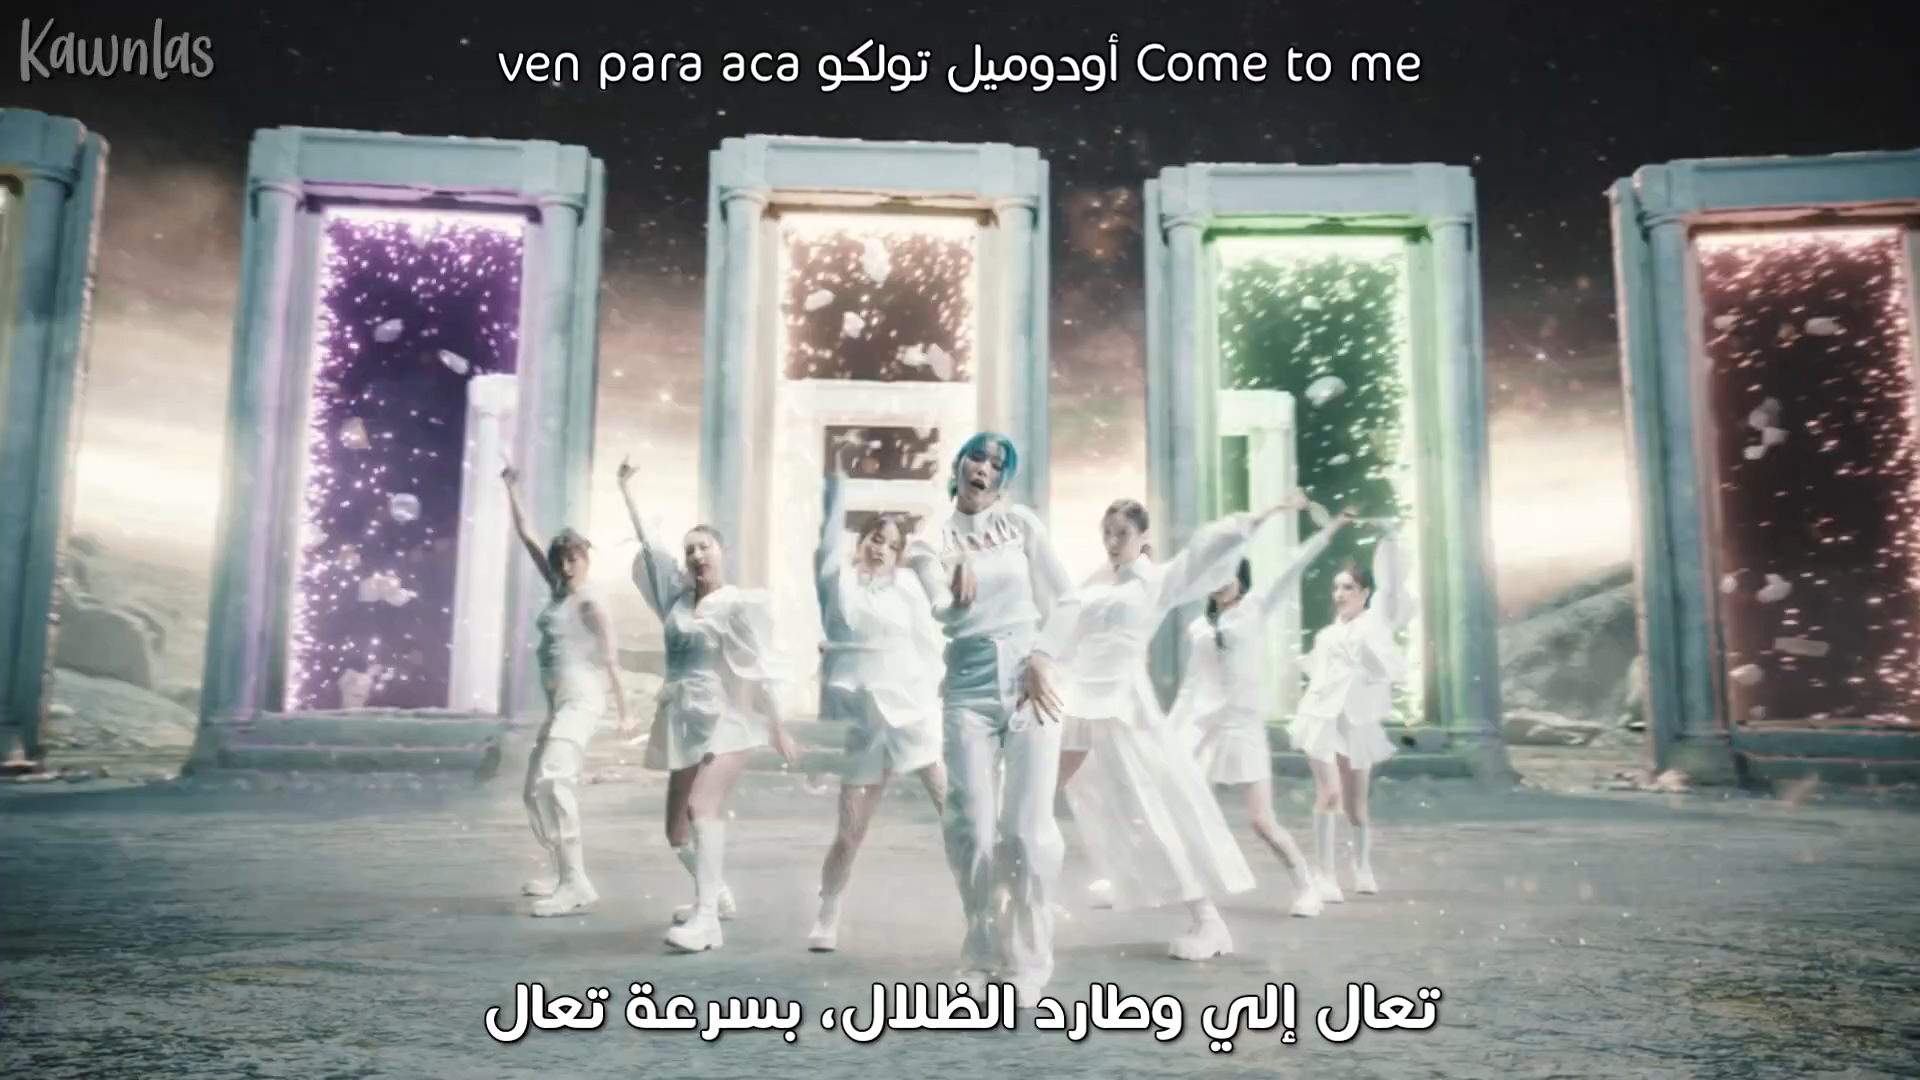 Kawnlas
Come to me أودوميل تولكو ven para aca
تعال إلي وطارد الظلال، بسرعة تعال